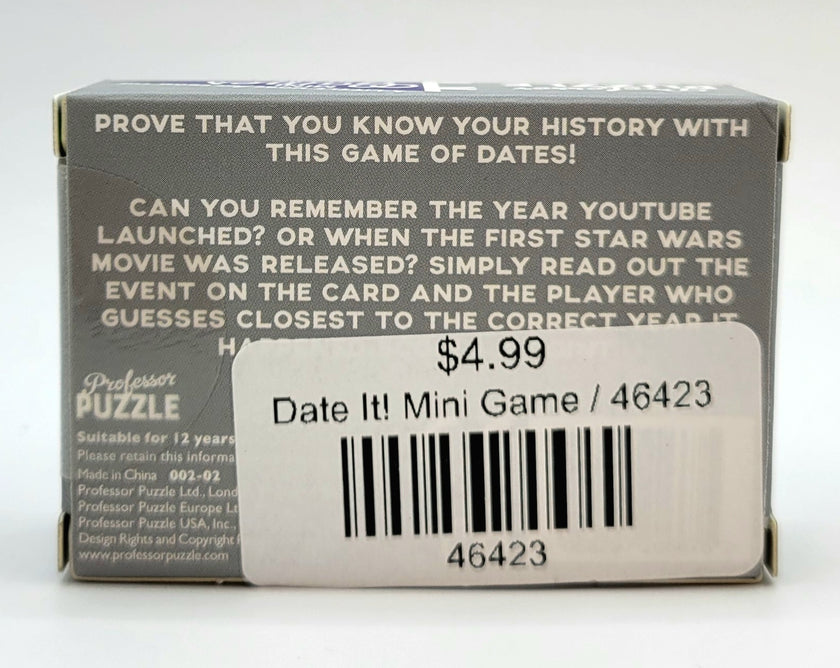 PROVE THAT YOU KNOW YOUR HISTORY WITH
THIS GAME OF DATES!
CAN YOU REMEMBER THE YEAR YOUTUBE
LAUNCHED? OR WHEN THE FIRST STAR WARS
MOVIE WAS RELEASED? SIMPLY READ OUT THE
EVENT ON THE CARD AND THE PLAYER WHO
GUESSES CLOSEST TO THE CORRECT YEAR IT
$4.99
Date It! Mini Game / 46423
46423
Professor
PUZZLE
Suitable for 12 years
Please retain this
Made in China 002-02
Professor Puzzle Ltd.,
Professor Puzzle Europe
Professor Puzzle USA, Inc.,
Design Rights and Copyright
www.professorpuzzle.com